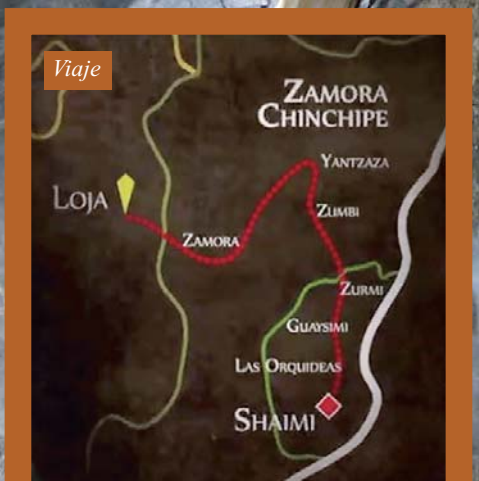 Viaje
ZAMORA
CHINCHIPE
YANTZAZA
LOJA
ZUMBI
ZAMORA
ZURMI
GUAYSIMI
LAS ORQUIDEAS
SHAIMI